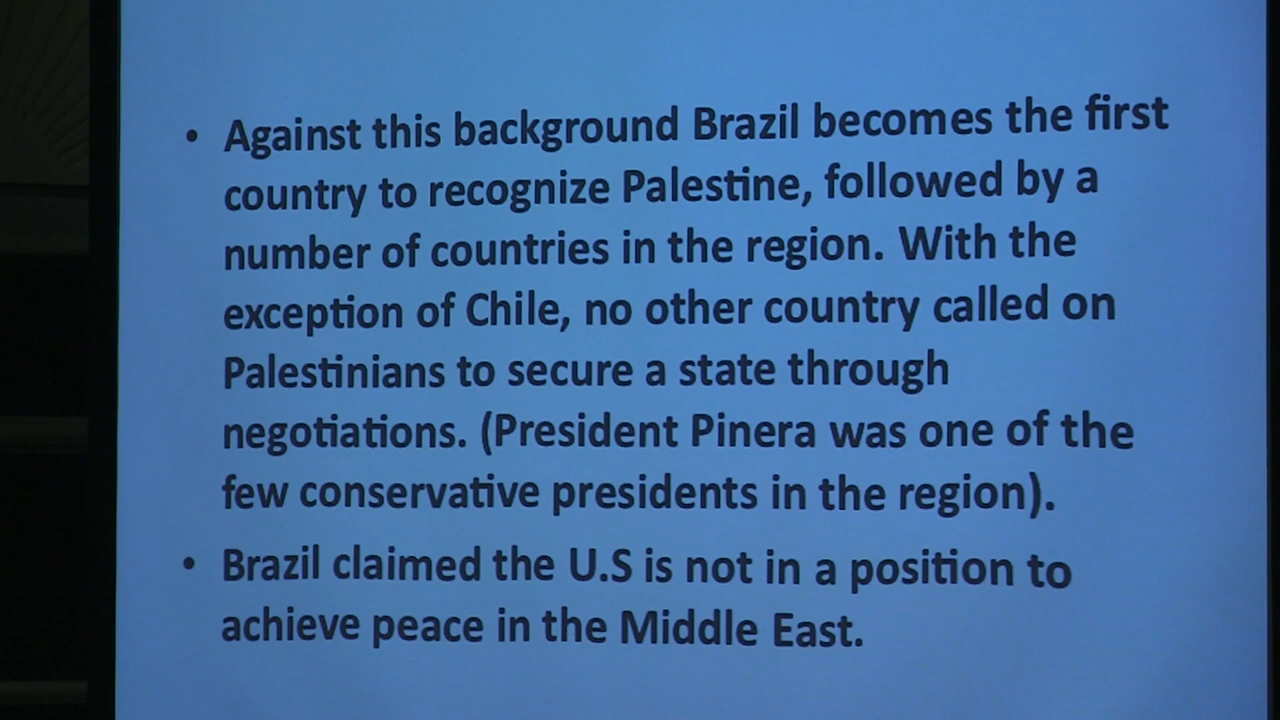 • Against this background Brazil becomes the first
country to recognize Palestine, followed by a
number of countries in the region. With the
exception of Chile, no other country called on
Palestinians to secure a state through
negotiations. (President Pinera was one of the
few conservative presidents in the region).
• Brazil claimed the U.S is not in a position to
achieve peace in the Middle East.